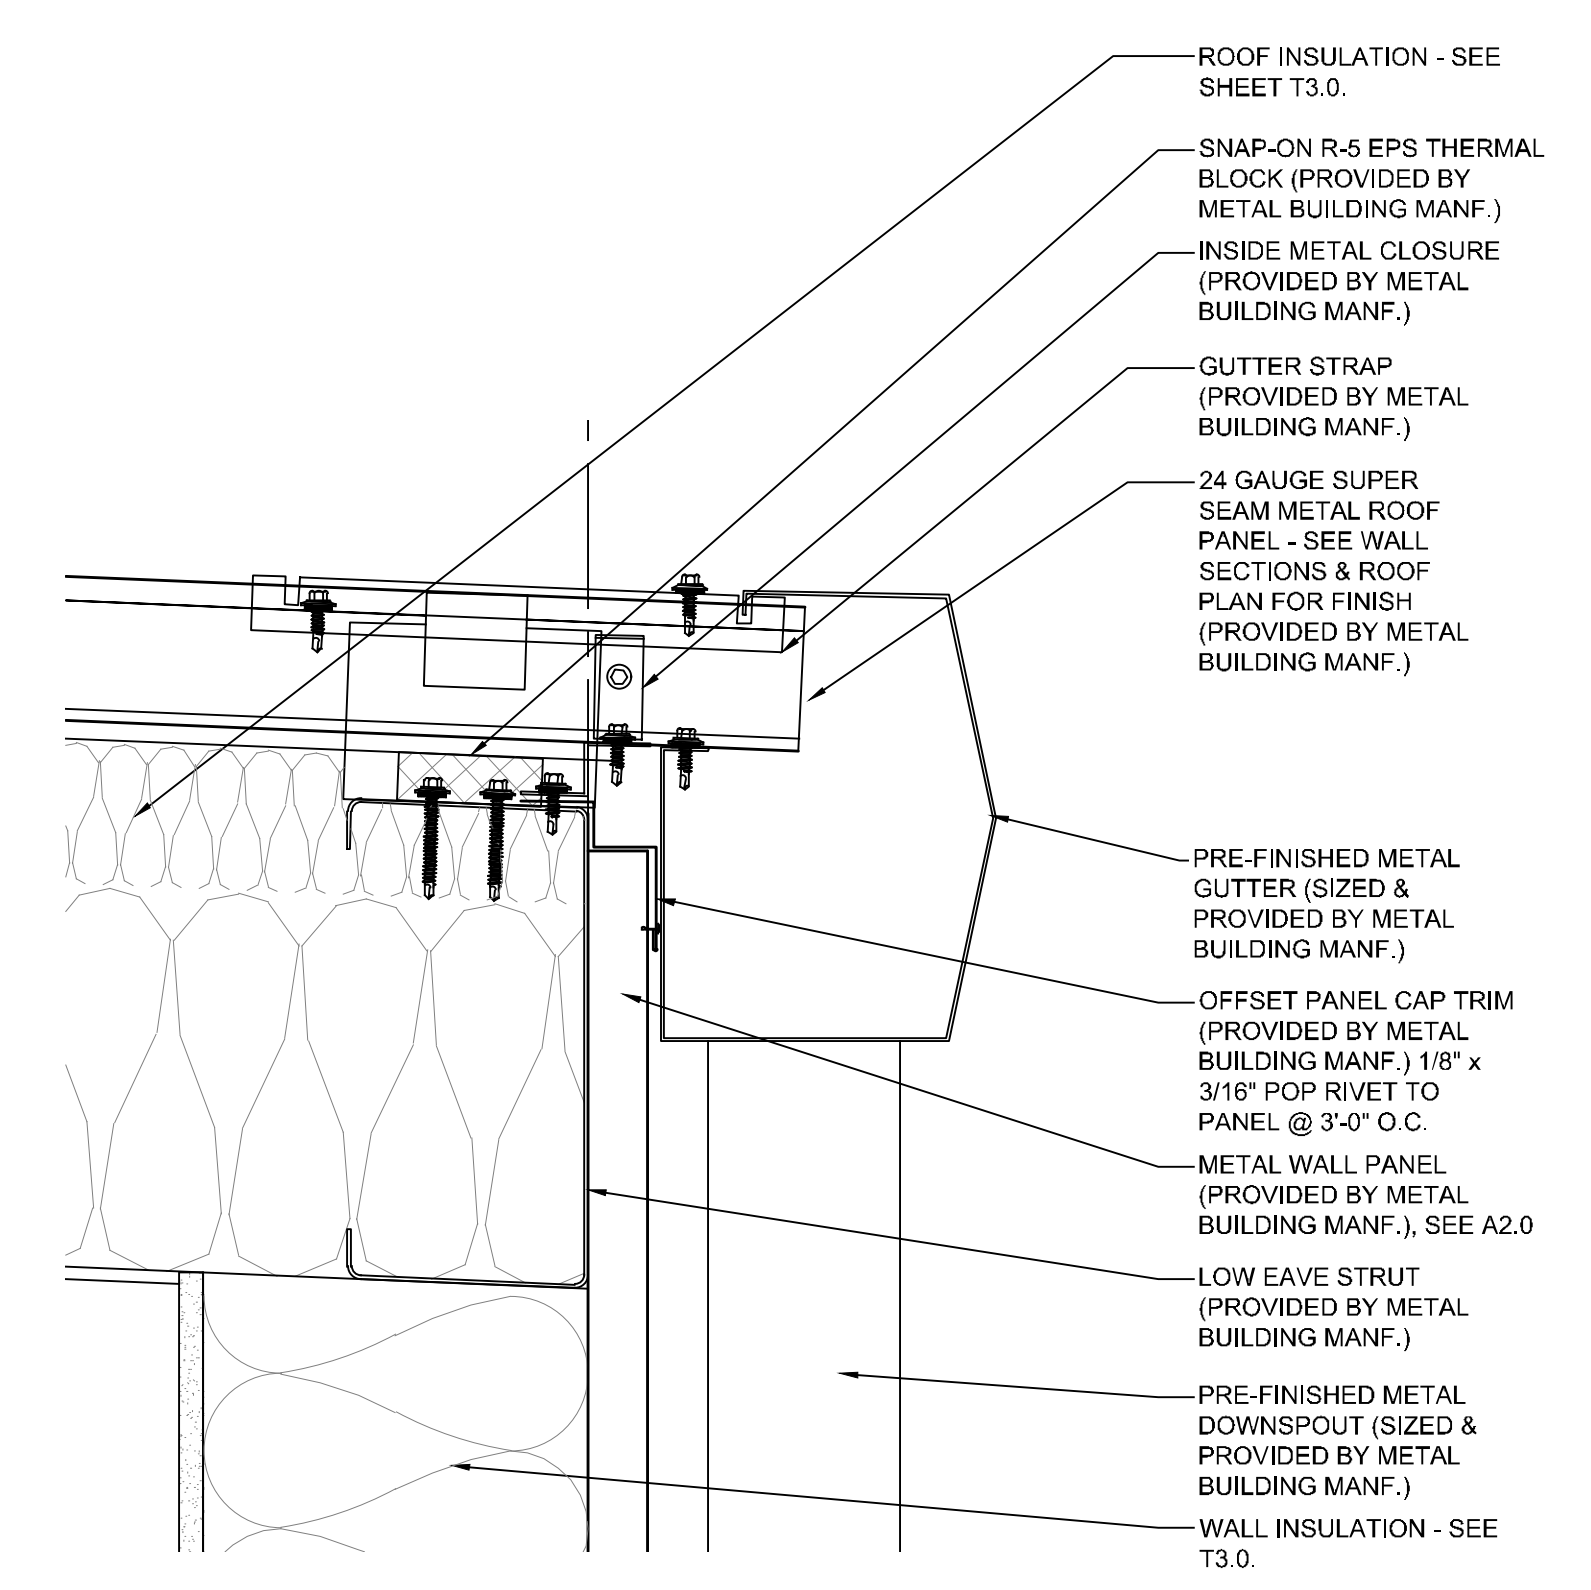 ROOF INSULATION - SEE
SHEET T3.0.
SNAP-ON R-5 EPS THERMAL
BLOCK (PROVIDED BY
METAL BUILDING MANF.)
INSIDE METAL CLOSURE
(PROVIDED BY METAL
BUILDING MANF.)
GUTTER STRAP
(PROVIDED BY METAL
BUILDING MANF.)
24 GAUGE SUPER
SEAM METAL ROOF
PANEL - SEE WALL
SECTIONS & ROOF
PLAN FOR FINISH
(PROVIDED BY METAL
BUILDING MANF.)
PRE-FINISHED METAL
GUTTER (SIZED &
PROVIDED BY METAL
BUILDING MANF.)
OFFSET PANEL CAP TRIM
(PROVIDED BY METAL
BUILDING MANF.) 1/8" x
3/16" POP RIVET TO
PANEL @ 3'-0" O.C.
METAL WALL PANEL
(PROVIDED BY METAL
BUILDING MANF.), SEE A2.0
LOW EAVE STRUT
(PROVIDED BY METAL
BUILDING MANF.)
PRE-FINISHED METAL
DOWNSPOUT (SIZED &
PROVIDED BY METAL
BUILDING MANF.)
WALL INSULATION - SEE
T3.0.